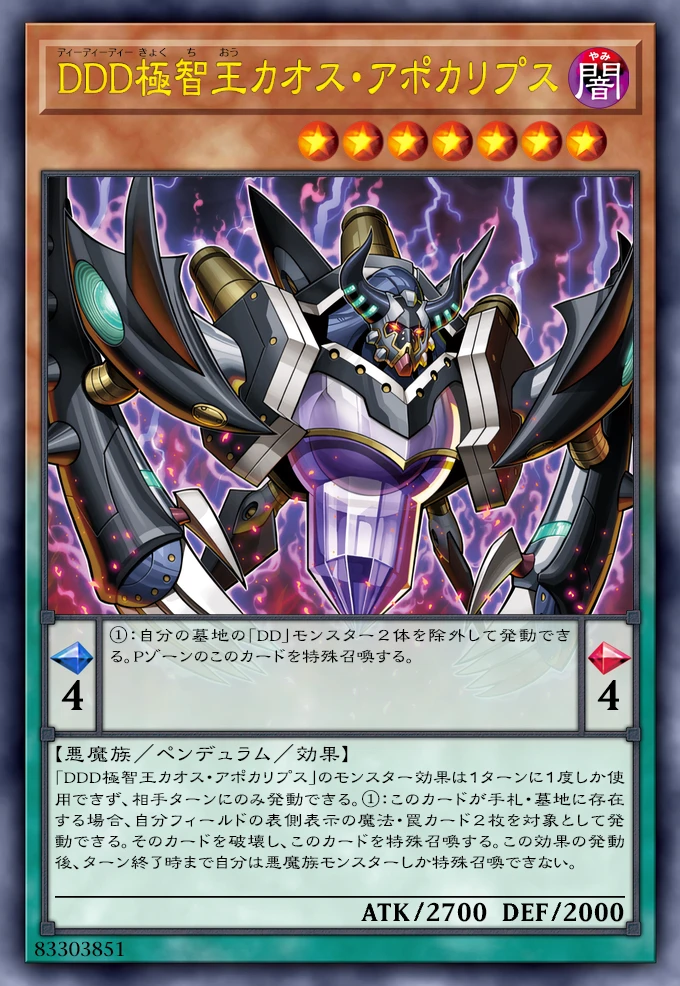 ディーディーディー きょく ち おう
DDD極智王カオス・アポカリプス
やみ
闇
①:自分の墓地の「DD」モンスター2体を除外して発動でき
る。Pゾーンのこのカードを特殊召喚する。
4
4
【悪魔族/ペンデュラム/効果】
「DDD極智王カオス・アポカリプス」のモンスター効果は1ターンに1度しか使
用できず、相手ターンにのみ発動できる。①:このカードが手札・墓地に存在
する場合、自分フィールドの表側表示の魔法・罠カード2枚を対象として発
動できる。そのカードを破壊し、このカードを特殊召喚する。この効果の発動
後、ターン終了時まで自分は悪魔族モンスターしか特殊召喚できない。
ATK/2700 DEF/2000
83303851